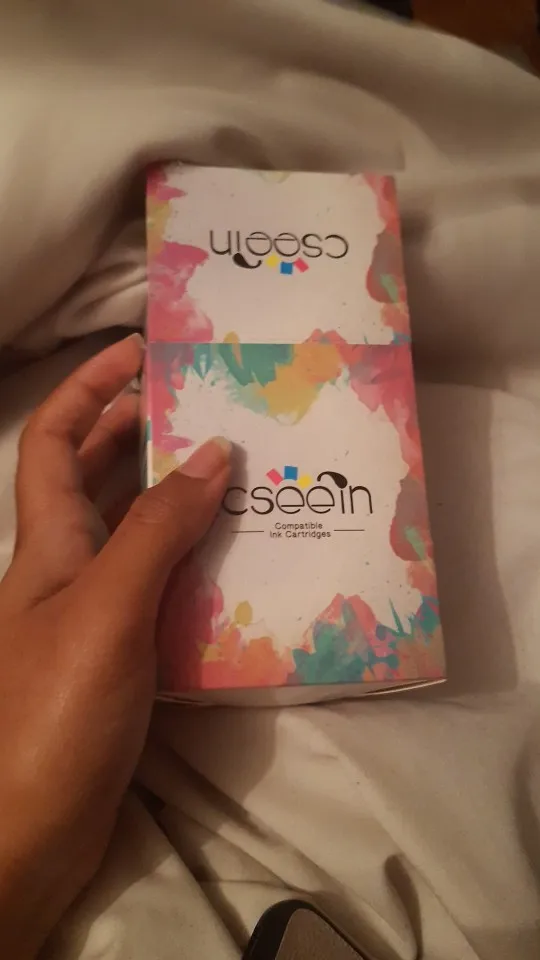 cseein
cseein
Compatible
Ink Cartridges